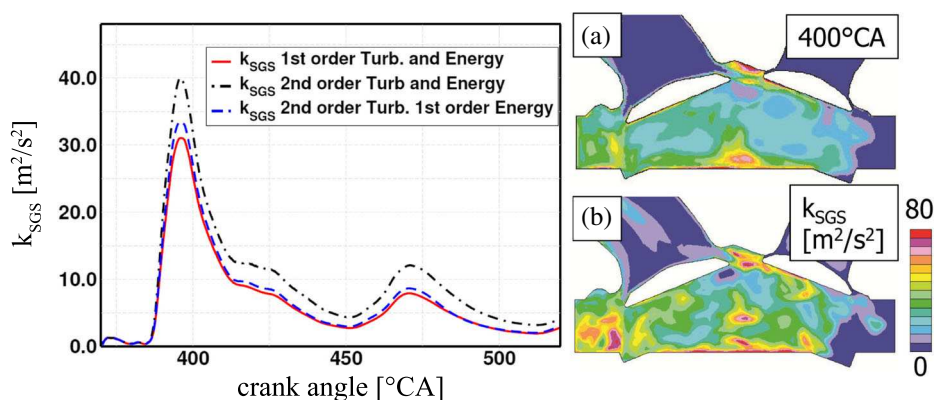 40.0
30.0
20.0
10.0
0.0
k_SGS [m²/s²]
k_SGS 1st order Turb. and Energy
k_SGS 2nd order Turb and Energy
k_SGS 2nd order Turb. 1st order Energy
400
450
500
crank angle [°CA]
(a)
400°CA
(b)
k_SGS
[m²/s²]
80
0